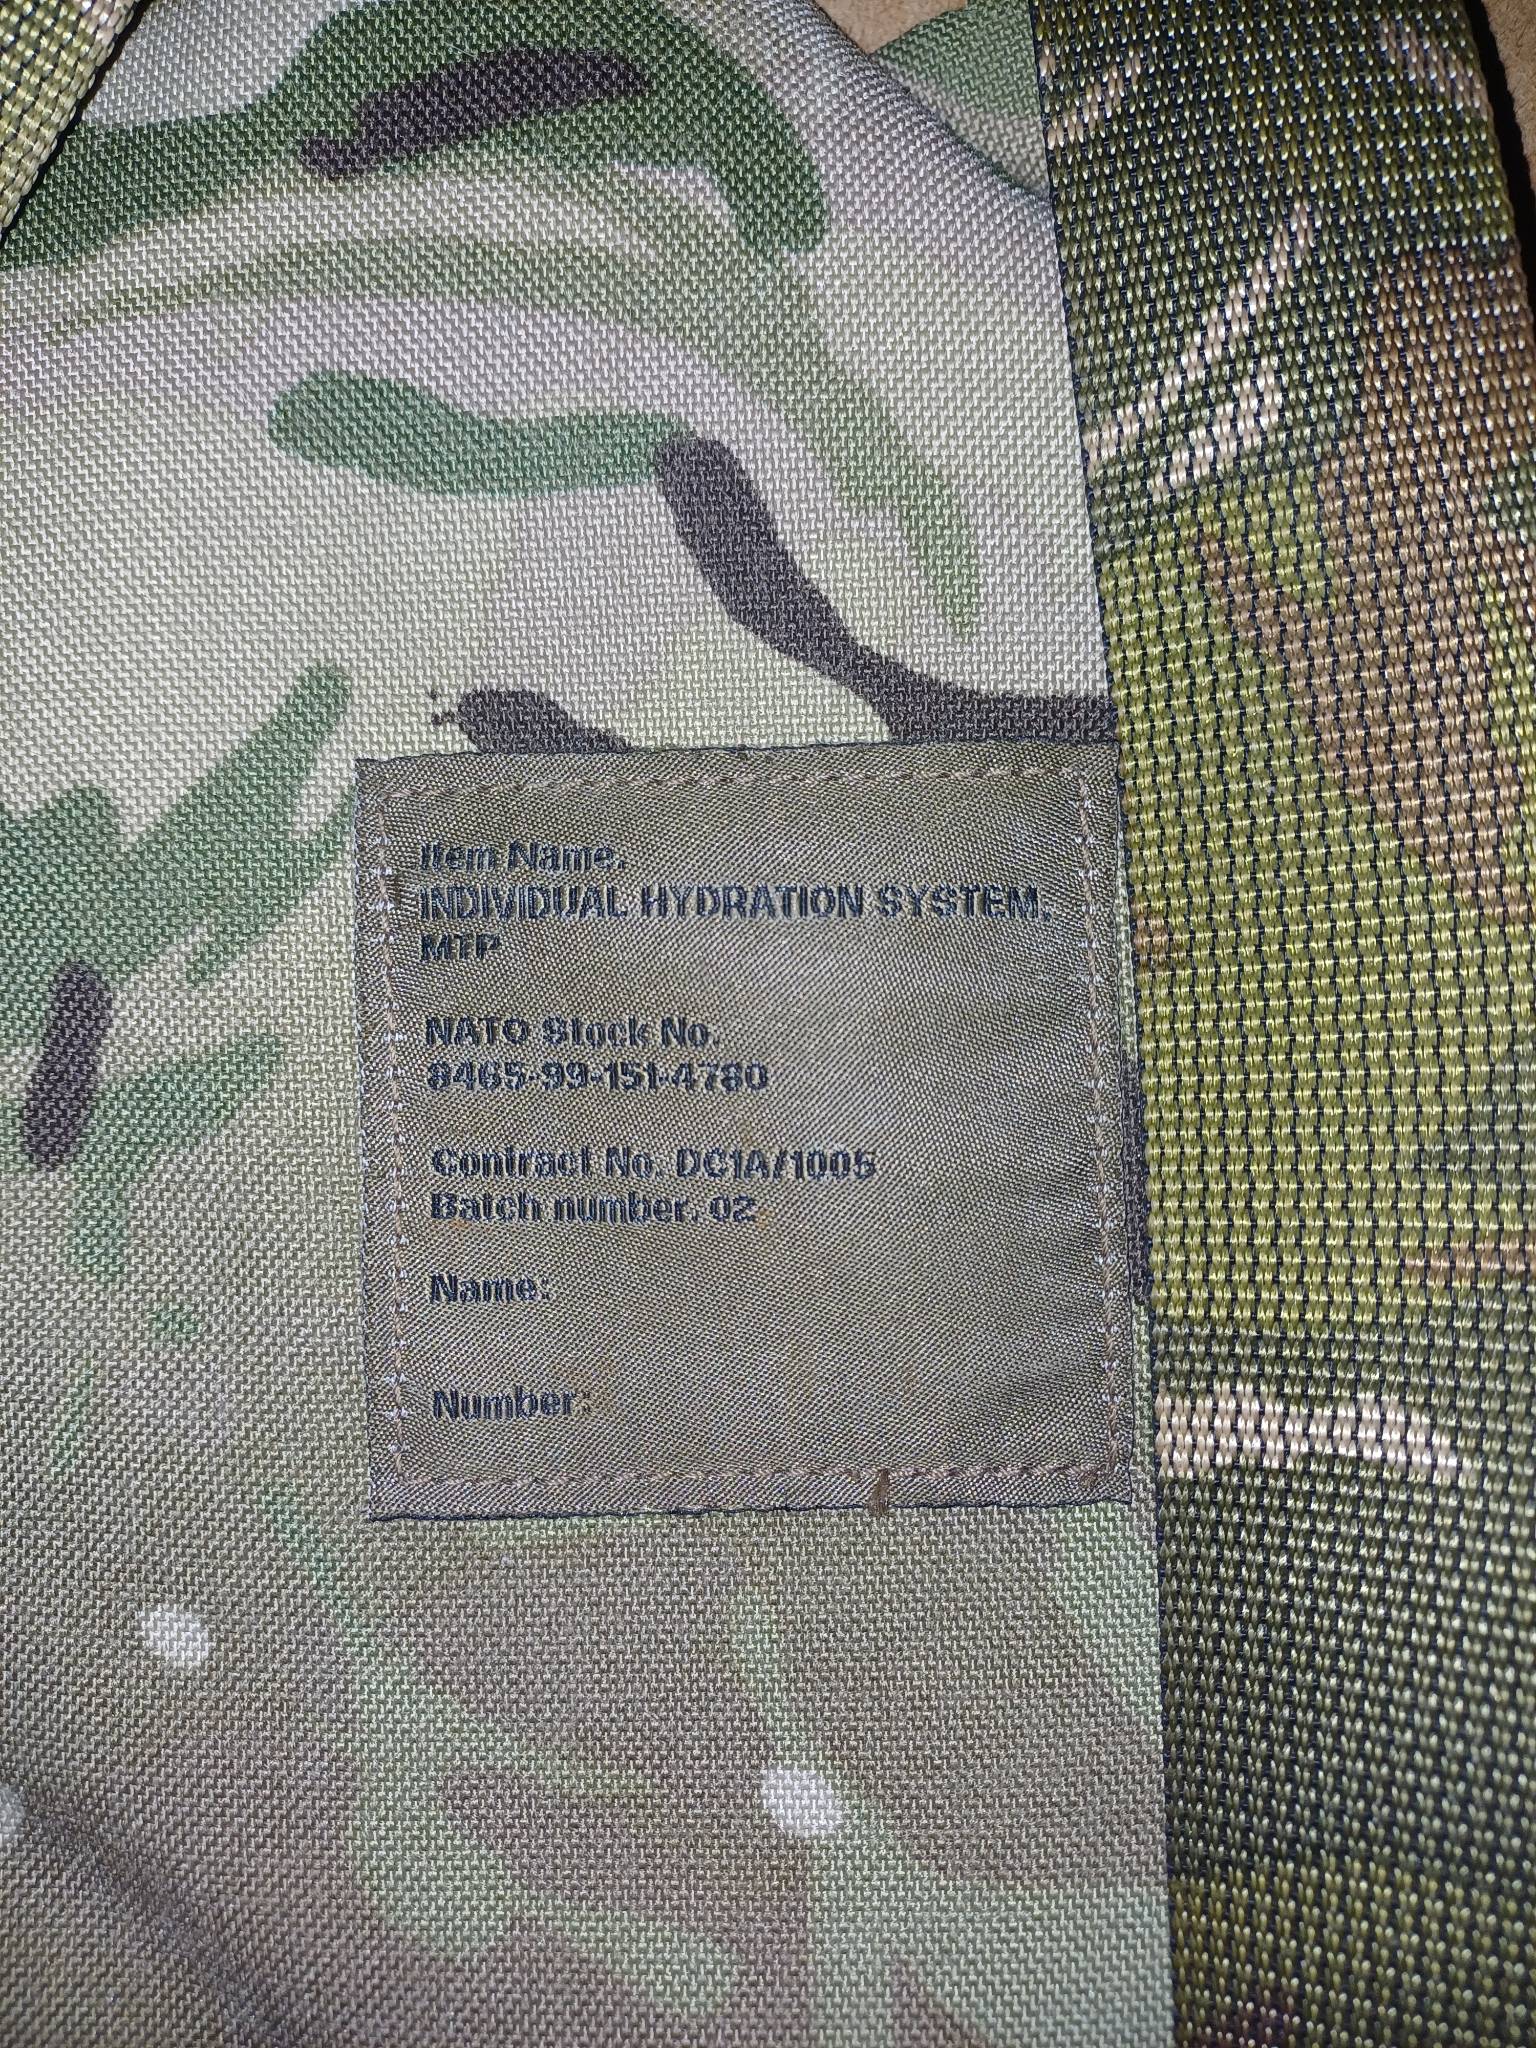 Item Name.
INDIVIDUAL HYDRATION SYSTEM,
MTP
NATO Stock No.
8465-99-151-4780
Contract No. DC1A/1005
Batch number. 02
Name:
Number: